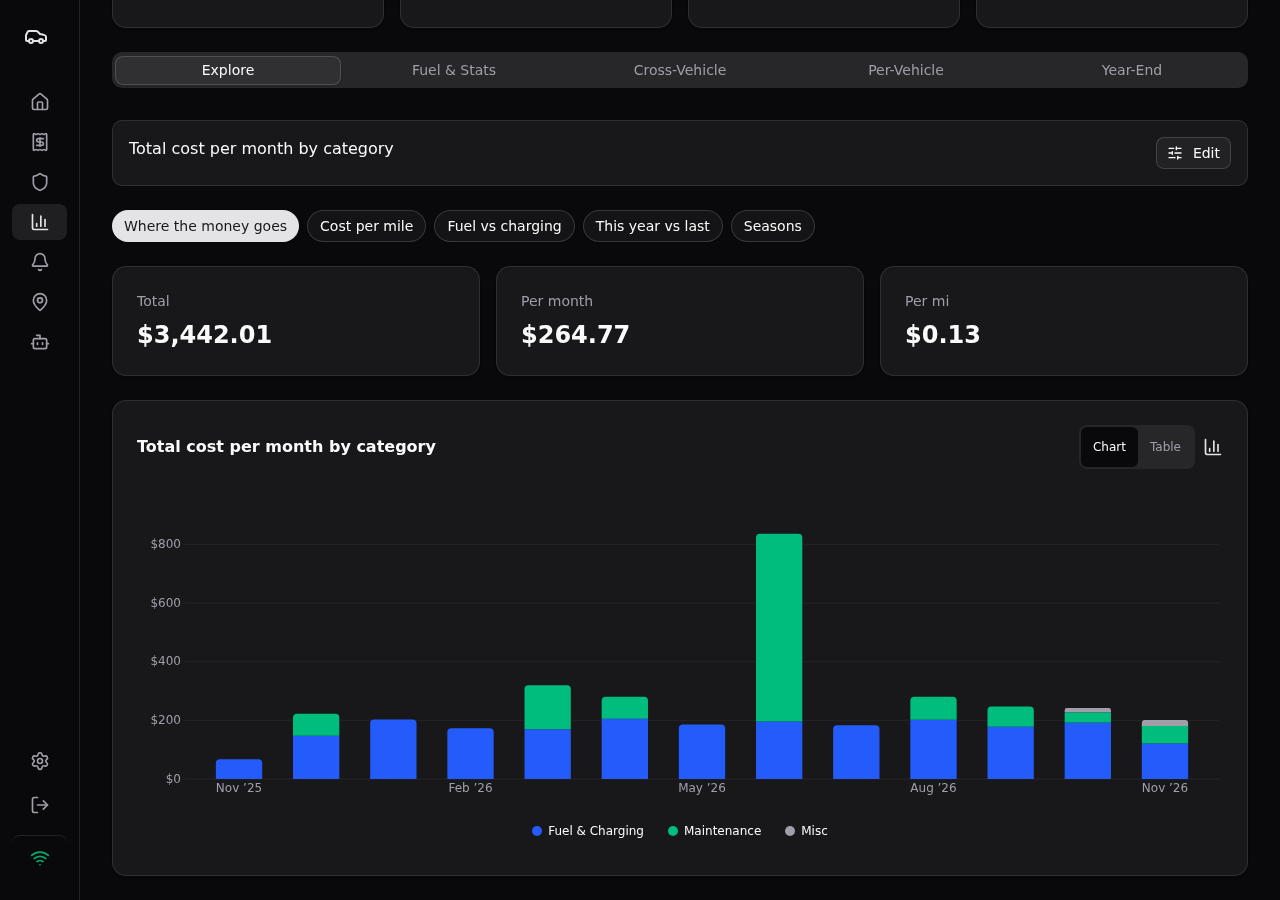 Explore Fuel & Stats Cross-Vehicle Per-Vehicle Year-End
Total cost per month by category
Edit
Where the money goes Cost per mile Fuel vs charging This year vs last Seasons
Total
$3,442.01
Per month
$264.77
Per mi
$0.13
Total cost per month by category
Chart Table
$800
$600
$400
$200
$0
Nov ’25 Feb ’26 May ’26 Aug ’26 Nov ’26
Fuel & Charging Maintenance Misc